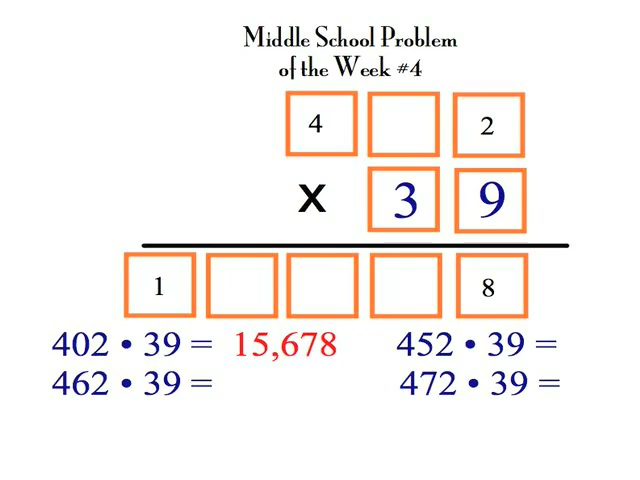 Middle School Problem
of the Week #4
4 2
X 3 9
1 8
402 • 39 = 15,678 452 • 39 =
462 • 39 = 472 • 39 =